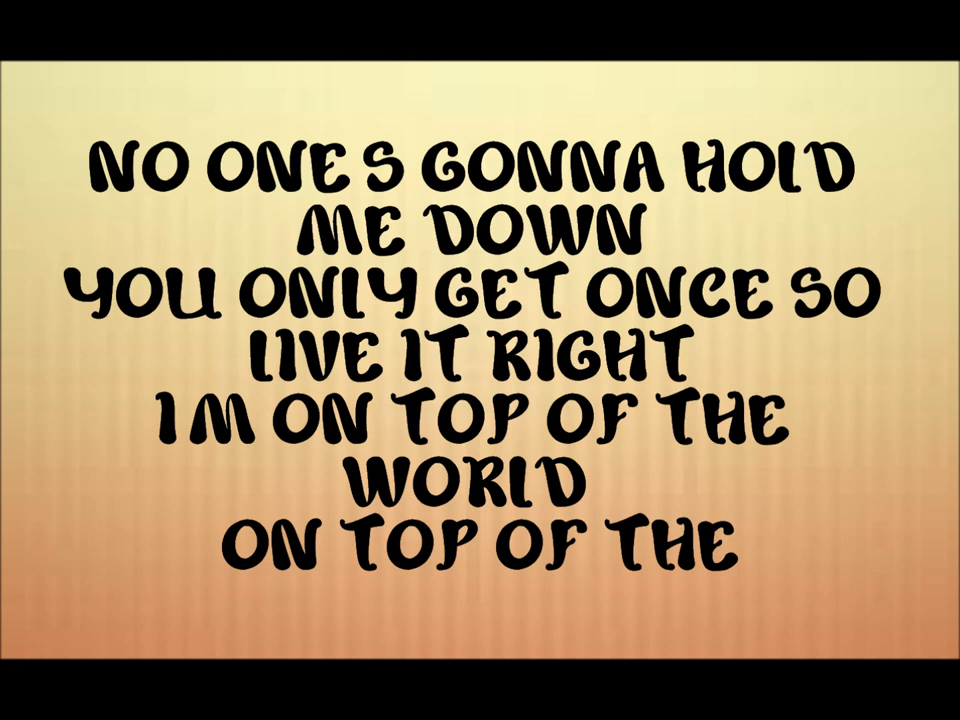 NO ONE S GONNA HOLD
ME DOWN
YOU ONLY GET ONCE SO
LIVE IT RIGHT
I M ON TOP OF THE
WORLD
ON TOP OF THE